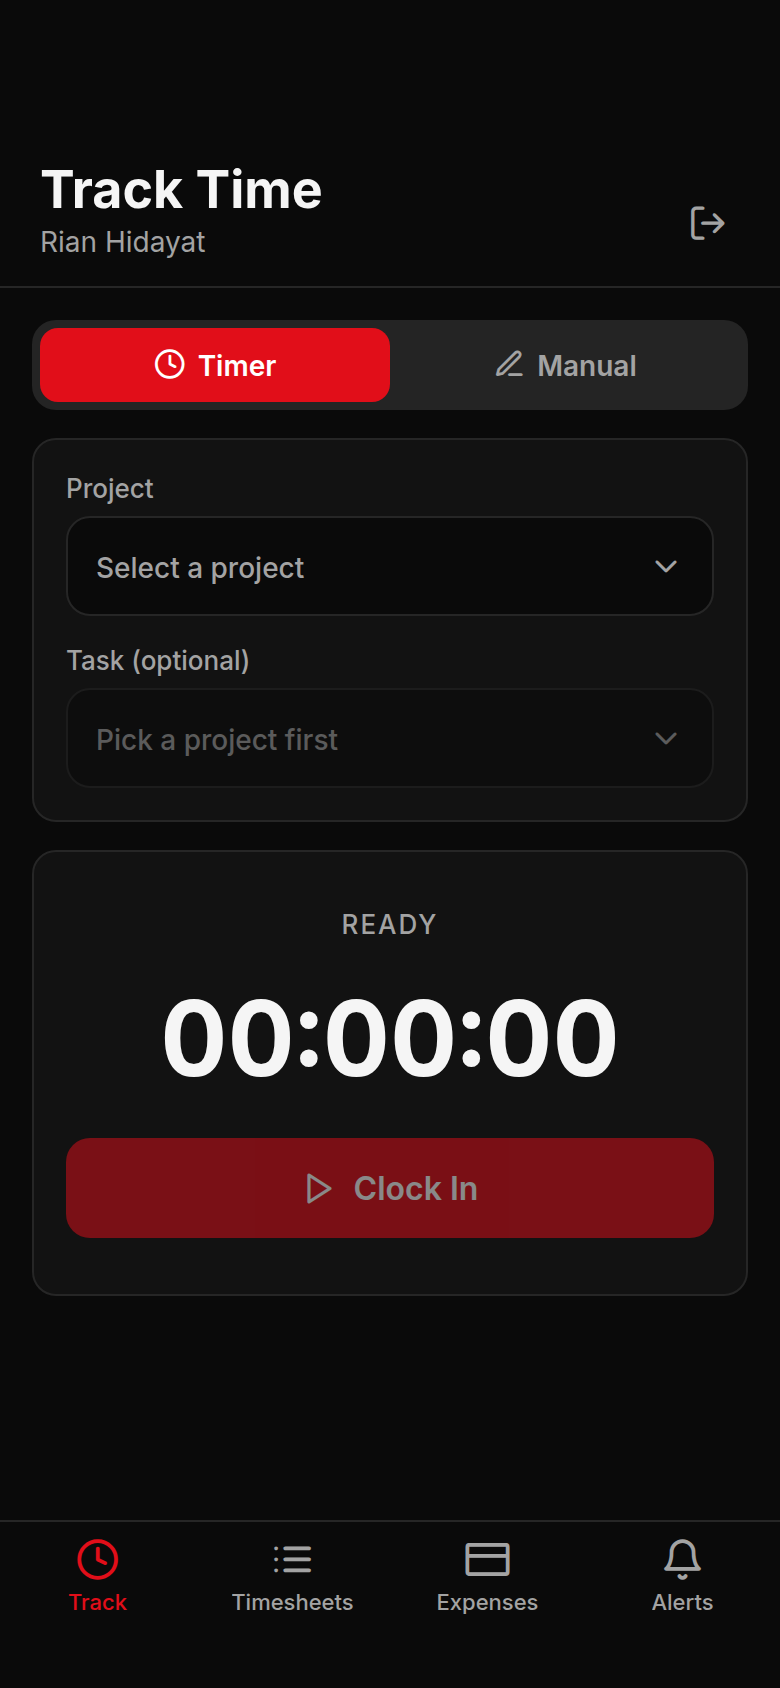 Track Time
Rian Hidayat
Timer
Manual
Project
Select a project
Task (optional)
Pick a project first
READY
00:00:00
Clock In
Track
Timesheets
Expenses
Alerts